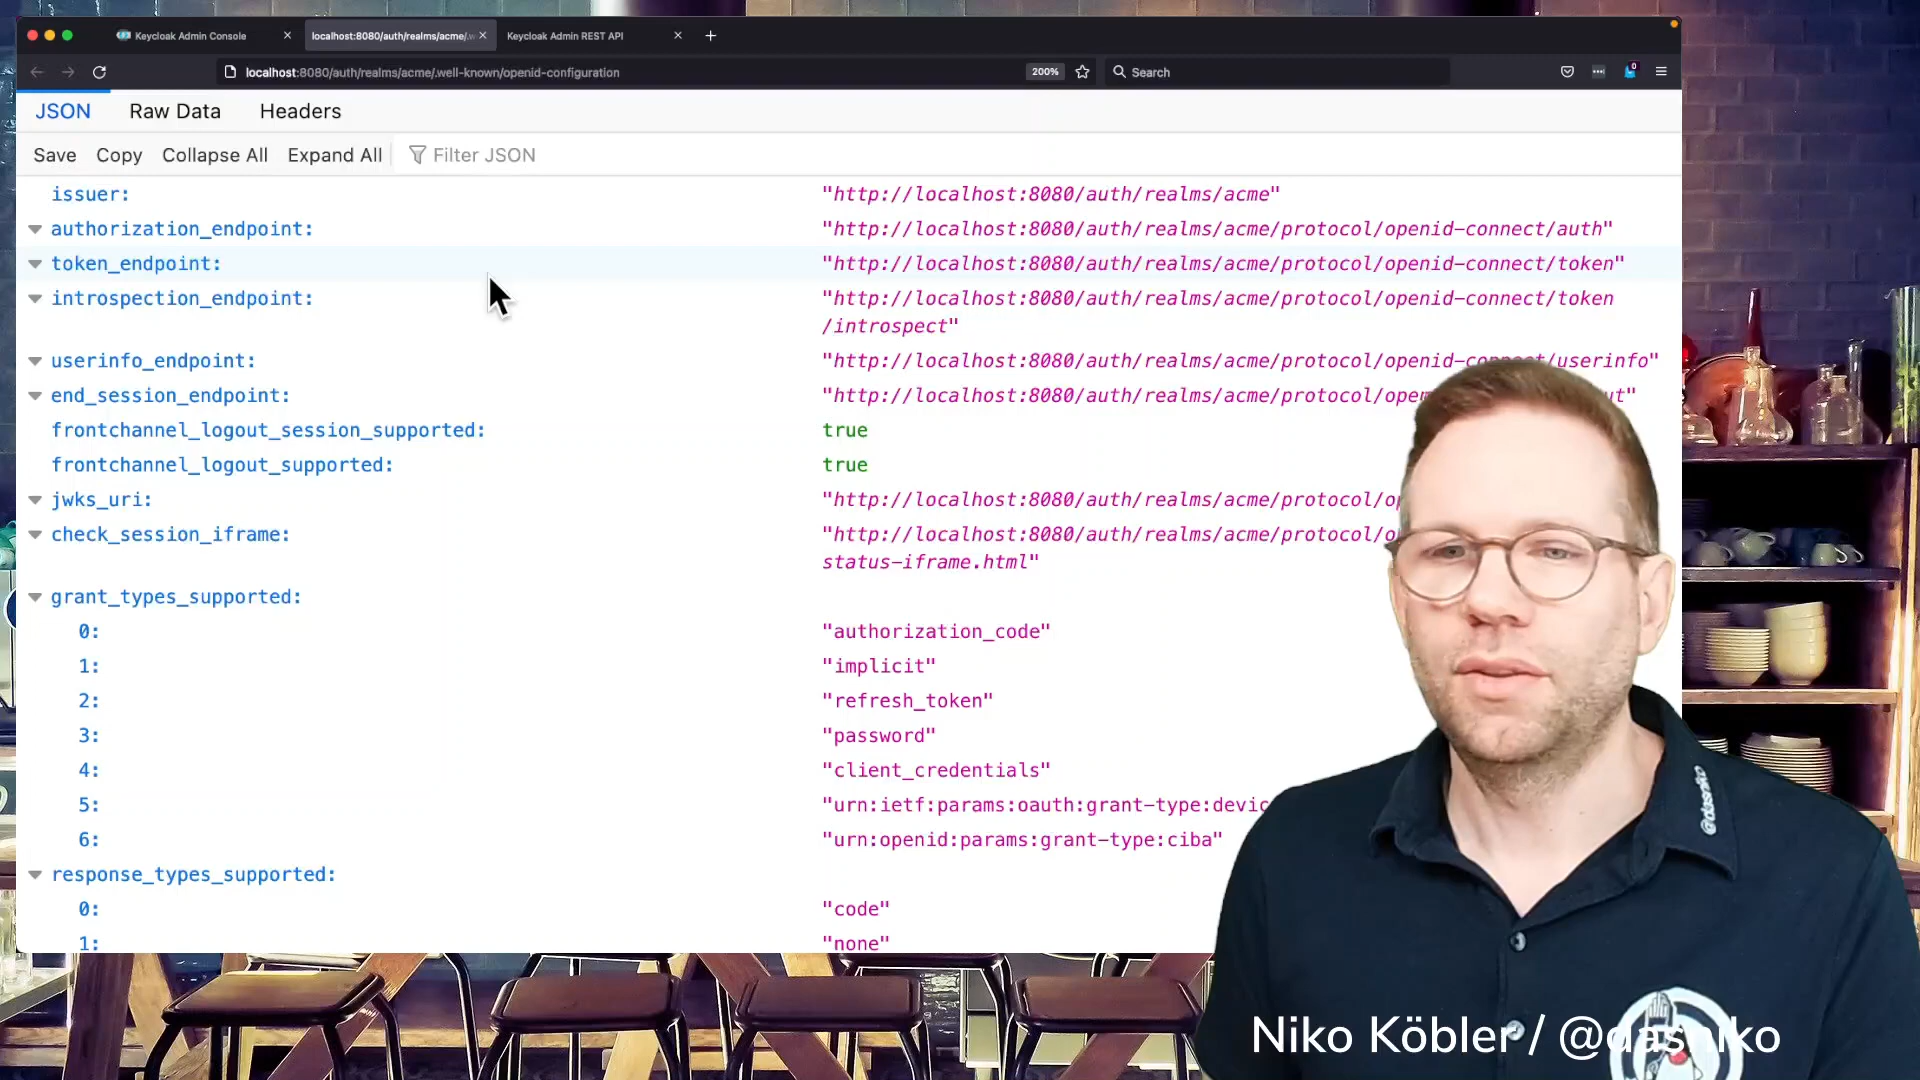 Keycloak Admin Console
localhost:8080/auth/realms/acme/.w
Keycloak Admin REST API
localhost:8080/auth/realms/acme/.well-known/openid-configuration
200%
Search
0
JSON Raw Data Headers
Save Copy Collapse All Expand All Filter JSON
issuer: "http://localhost:8080/auth/realms/acme"
authorization_endpoint: "http://localhost:8080/auth/realms/acme/protocol/openid-connect/auth"
token_endpoint: "http://localhost:8080/auth/realms/acme/protocol/openid-connect/token"
introspection_endpoint: "http://localhost:8080/auth/realms/acme/protocol/openid-connect/token
/introspect"
userinfo_endpoint: "http://localhost:8080/auth/realms/acme/protocol/openid-connect/userinfo"
end_session_endpoint: "http://localhost:8080/auth/realms/acme/protocol/ope
frontchannel_logout_session_supported: true
frontchannel_logout_supported: true
jwks_uri: "http://localhost:8080/auth/realms/acme/protocol/o
check_session_iframe: "http://localhost:8080/auth/realms/acme/protocol/o
status-iframe.html"
grant_types_supported:
0: "authorization_code"
1: "implicit"
2: "refresh_token"
3: "password"
4: "client_credentials"
5: "urn:ietf:params:oauth:grant-type:devic
6: "urn:openid:params:grant-type:ciba"
response_types_supported:
0: "code"
1: "none"
@dasniko
Niko Köbler / @dasniko